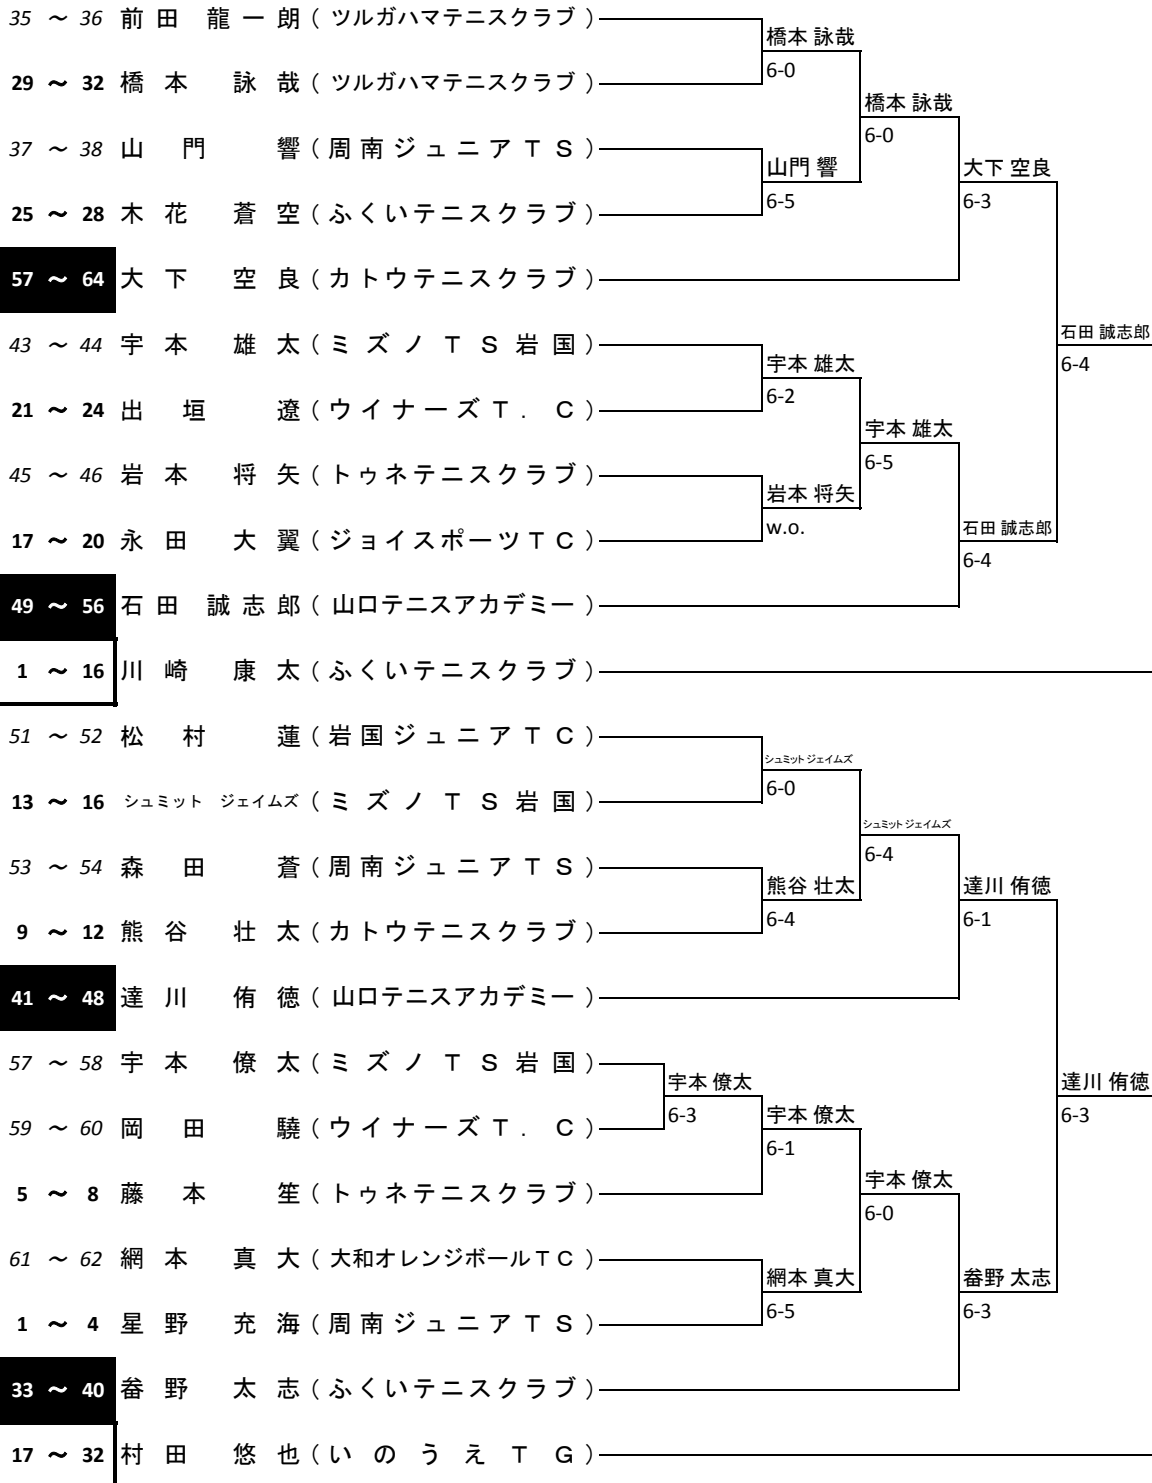 35 ～ 36 前田 龍一朗 ( ツルガハマテニスクラブ )
橋本 詠哉
6-0
29 ～ 32 橋本 詠哉 ( ツルガハマテニスクラブ )
橋本 詠哉
6-0
37 ～ 38 山門 響 ( 周南ジュニアＴＳ )
山門 響
6-5
大下 空良
6-3
25 ～ 28 木花 蒼空 ( ふくいテニスクラブ )
57 ～ 64 大下 空良 ( カトウテニスクラブ )
石田 誠志郎
6-4
43 ～ 44 宇本 雄太 ( ミズノＴＳ岩国 )
宇本 雄太
6-2
21 ～ 24 出垣 遼 ( ウイナーズＴ．Ｃ )
宇本 雄太
6-5
45 ～ 46 岩本 将矢 ( トゥネテニスクラブ )
岩本 将矢
w.o.
17 ～ 20 永田 大翼 ( ジョイスポーツＴＣ )
石田 誠志郎
6-4
49 ～ 56 石田 誠志郎 ( 山口テニスアカデミー )
1 ～ 16 川崎 康太 ( ふくいテニスクラブ )
51 ～ 52 松村 蓮 ( 岩国ジュニアＴＣ )
シュミット ジェイムズ
6-0
13 ～ 16 シュミット ジェイムズ ( ミズノＴＳ岩国 )
シュミット ジェイムズ
6-4
53 ～ 54 森田 蒼 ( 周南ジュニアＴＳ )
熊谷 壮太
6-4
達川 侑徳
6-1
9 ～ 12 熊谷 壮太 ( カトウテニスクラブ )
41 ～ 48 達川 侑徳 ( 山口テニスアカデミー )
57 ～ 58 宇本 僚太 ( ミズノＴＳ岩国 )
宇本 僚太
6-3
達川 侑徳
6-3
59 ～ 60 岡田 驍 ( ウイナーズＴ．Ｃ )
宇本 僚太
6-1
5 ～ 8 藤本 笙 ( トゥネテニスクラブ )
宇本 僚太
6-0
61 ～ 62 網本 真大 ( 大和オレンジボールＴＣ )
網本 真大
6-5
畚野 太志
6-3
1 ～ 4 星野 充海 ( 周南ジュニアＴＳ )
33 ～ 40 畚野 太志 ( ふくいテニスクラブ )
17 ～ 32 村田 悠也 ( いのうえＴＧ )